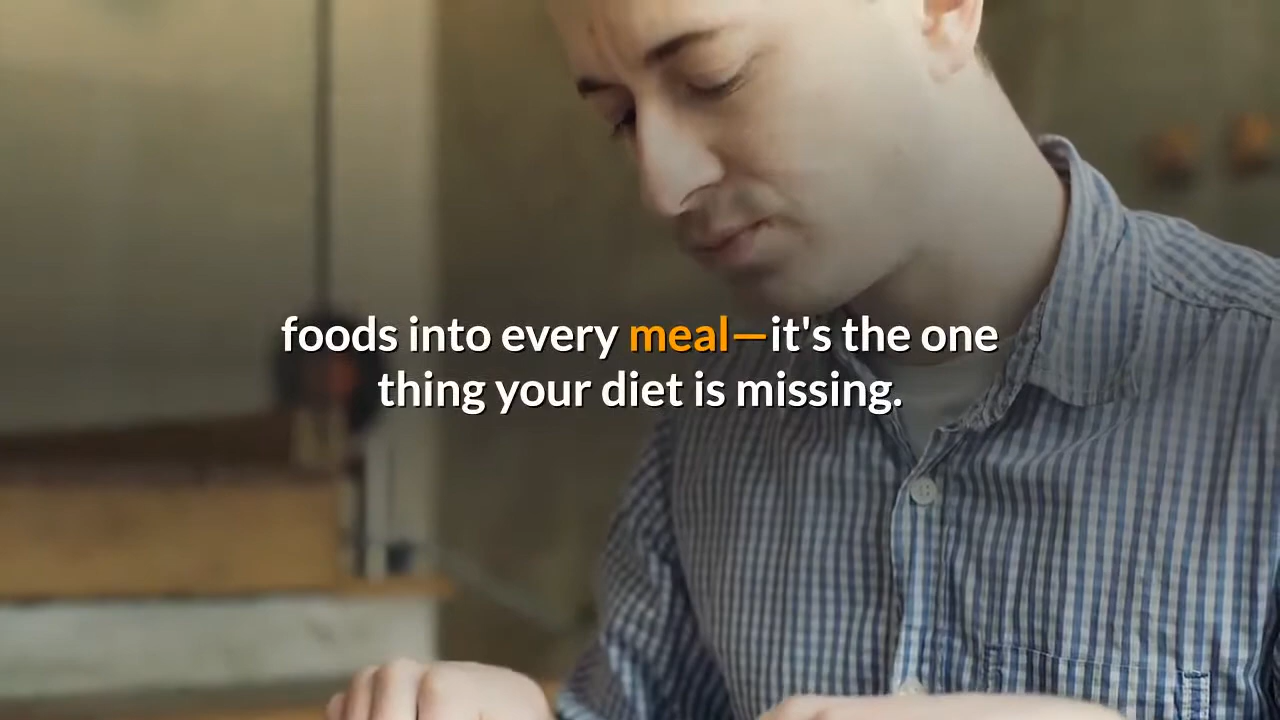 foods into every meal—it's the one
thing your diet is missing.